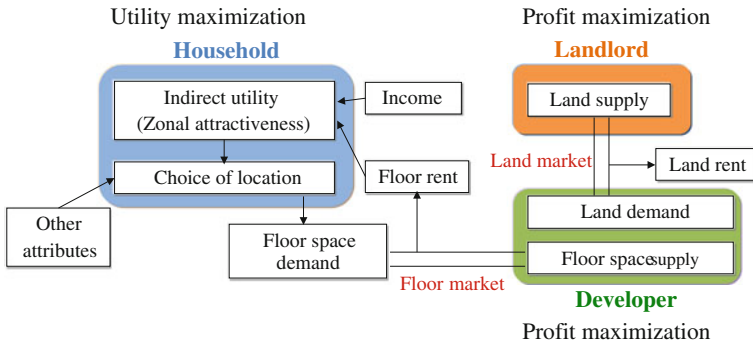 Utility maximization
Profit maximization
Household
Landlord
Indirect utility
(Zonal attractiveness)
Income
Land supply
Land market
Land rent
Choice of location
Floor rent
Other
attributes
Floor space
demand
Land demand
Floor spacesupply
Floor market
Developer
Profit maximization